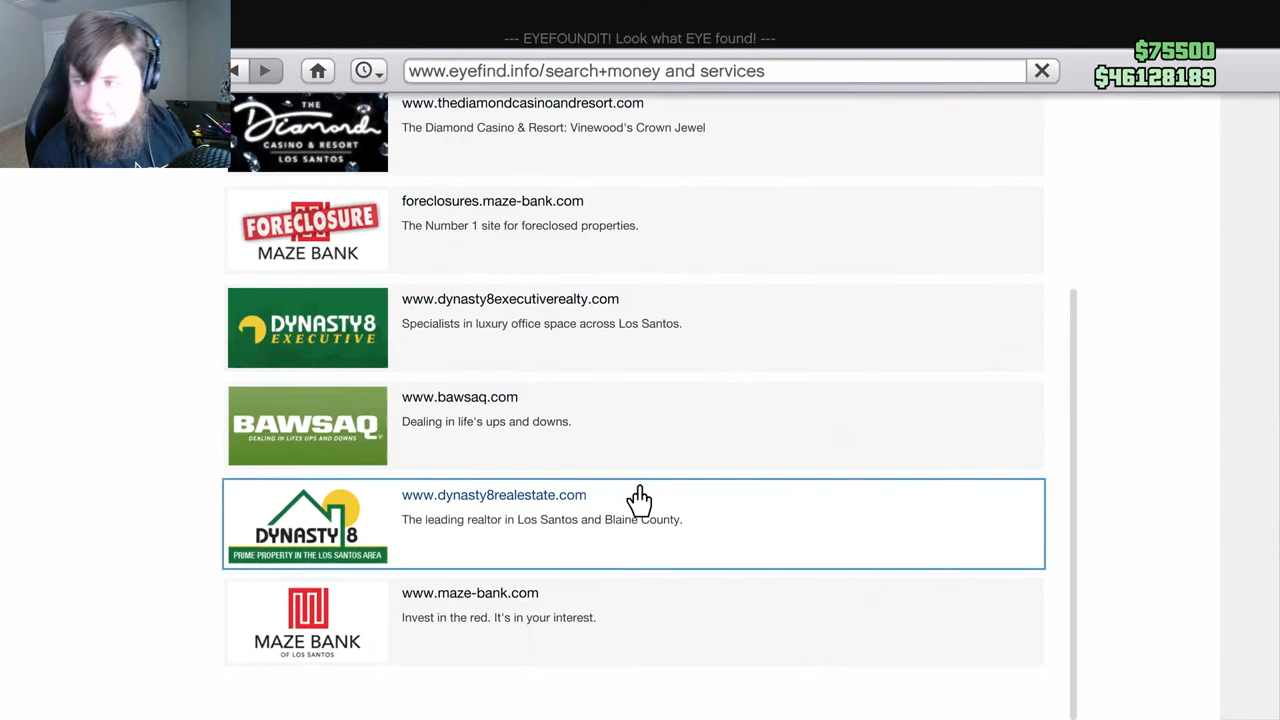 --- EYEFOUNDIT! Look what EYE found! ---
www.eyefind.info/search+money and services
$75500
$46128189
THE
Diamond
CASINO & RESORT
LOS SANTOS
www.thediamondcasinoandresort.com
The Diamond Casino & Resort: Vinewood's Crown Jewel
FORECLOSURE
MAZE BANK
foreclosures.maze-bank.com
The Number 1 site for foreclosed properties.
DYNASTY8
EXECUTIVE
www.dynasty8executiverealty.com
Specialists in luxury office space across Los Santos.
BAWSAQ
DEALING IN LIFES UPS AND DOWNS
www.bawsaq.com
Dealing in life's ups and downs.
DYNASTY 8
PRIME PROPERTY IN THE LOS SANTOS AREA
www.dynasty8realestate.com
The leading realtor in Los Santos and Blaine County.
MAZE BANK
OF LOS SANTOS
www.maze-bank.com
Invest in the red. It's in your interest.